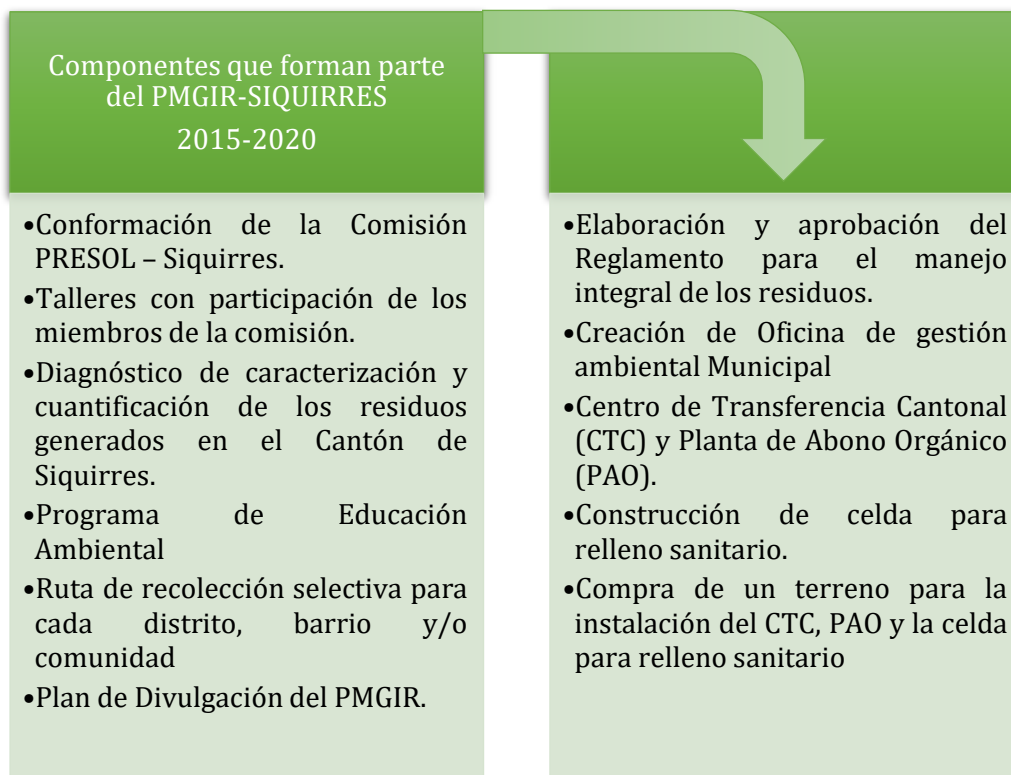 Componentes que forman parte
del PMGIR-SIQUIRRES
2015-2020
•Conformación de la Comisión
PRESOL – Siquirres.
•Talleres con participación de los
miembros de la comisión.
•Diagnóstico de caracterización y
cuantificación de los residuos
generados en el Cantón de
Siquirres.
•Programa de Educación
Ambiental
•Ruta de recolección selectiva para
cada distrito, barrio y/o
comunidad
•Plan de Divulgación del PMGIR.
•Elaboración y aprobación del
Reglamento para el manejo
integral de los residuos.
•Creación de Oficina de gestión
ambiental Municipal
•Centro de Transferencia Cantonal
(CTC) y Planta de Abono Orgánico
(PAO).
•Construcción de celda para
relleno sanitario.
•Compra de un terreno para la
instalación del CTC, PAO y la celda
para relleno sanitario